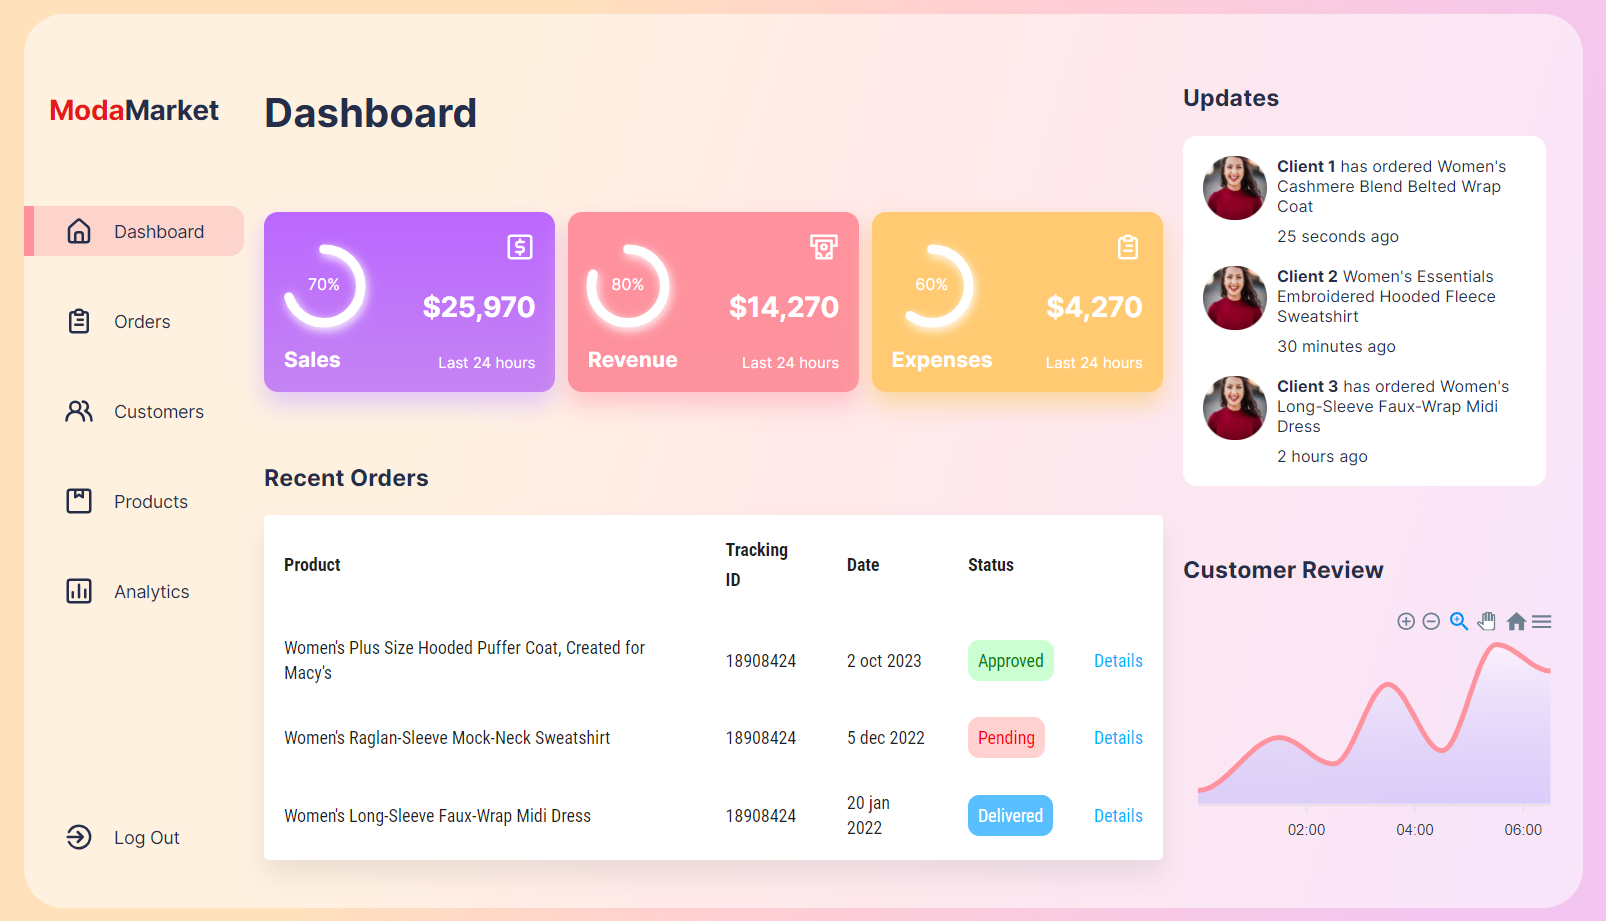 ModaMarket
Dashboard
Orders
Customers
Products
Analytics
Log Out
Dashboard
70%
$25,970
Sales
Last 24 hours
80%
$14,270
Revenue
Last 24 hours
60%
$4,270
Expenses
Last 24 hours
Recent Orders
Product
Tracking
ID
Date
Status
Women's Plus Size Hooded Puffer Coat, Created for
Macy's
18908424
2 oct 2023
Approved
Details
Women's Raglan-Sleeve Mock-Neck Sweatshirt
18908424
5 dec 2022
Pending
Details
Women's Long-Sleeve Faux-Wrap Midi Dress
18908424
20 jan
2022
Delivered
Details
Updates
Client 1 has ordered Women's
Cashmere Blend Belted Wrap
Coat
25 seconds ago
Client 2 Women's Essentials
Embroidered Hooded Fleece
Sweatshirt
30 minutes ago
Client 3 has ordered Women's
Long-Sleeve Faux-Wrap Midi
Dress
2 hours ago
Customer Review
02:00
04:00
06:00